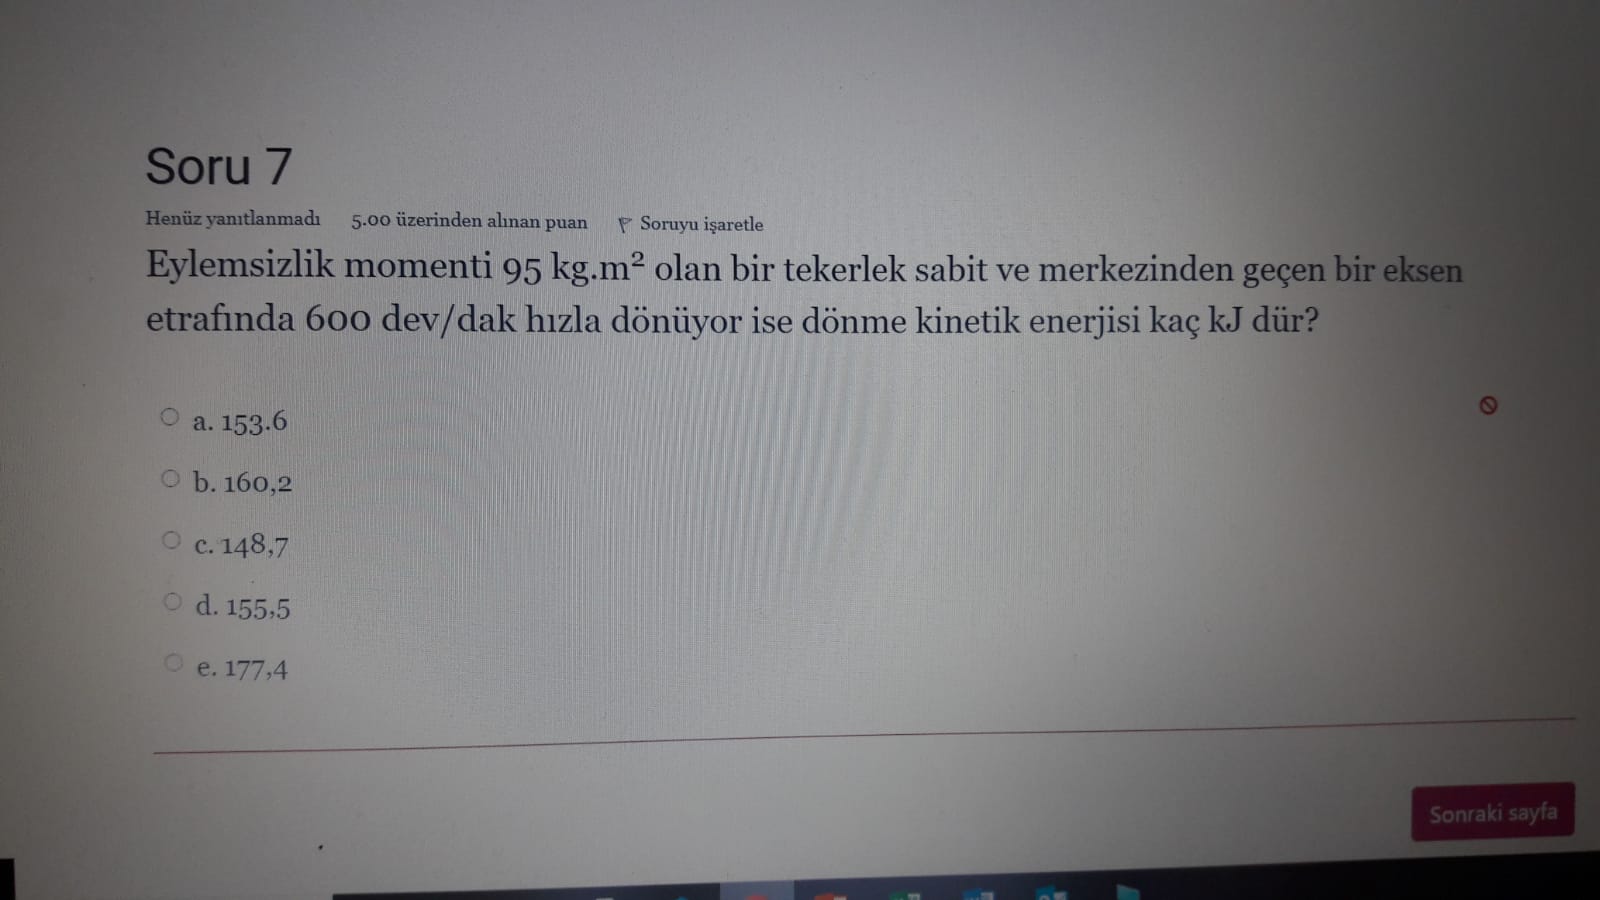 Soru 7
Henüz yanıtlanmadı 5.00 üzerinden alınan puan Soruyu işaretle
Eylemsizlik momenti 95 kg.m² olan bir tekerlek sabit ve merkezinden geçen bir eksen
etrafında 600 dev/dak hızla dönüyor ise dönme kinetik enerjisi kaç kJ dür?
a. 153.6
b. 160,2
c. 148,7
d. 155,5
e. 177,4
Sonraki sayfa